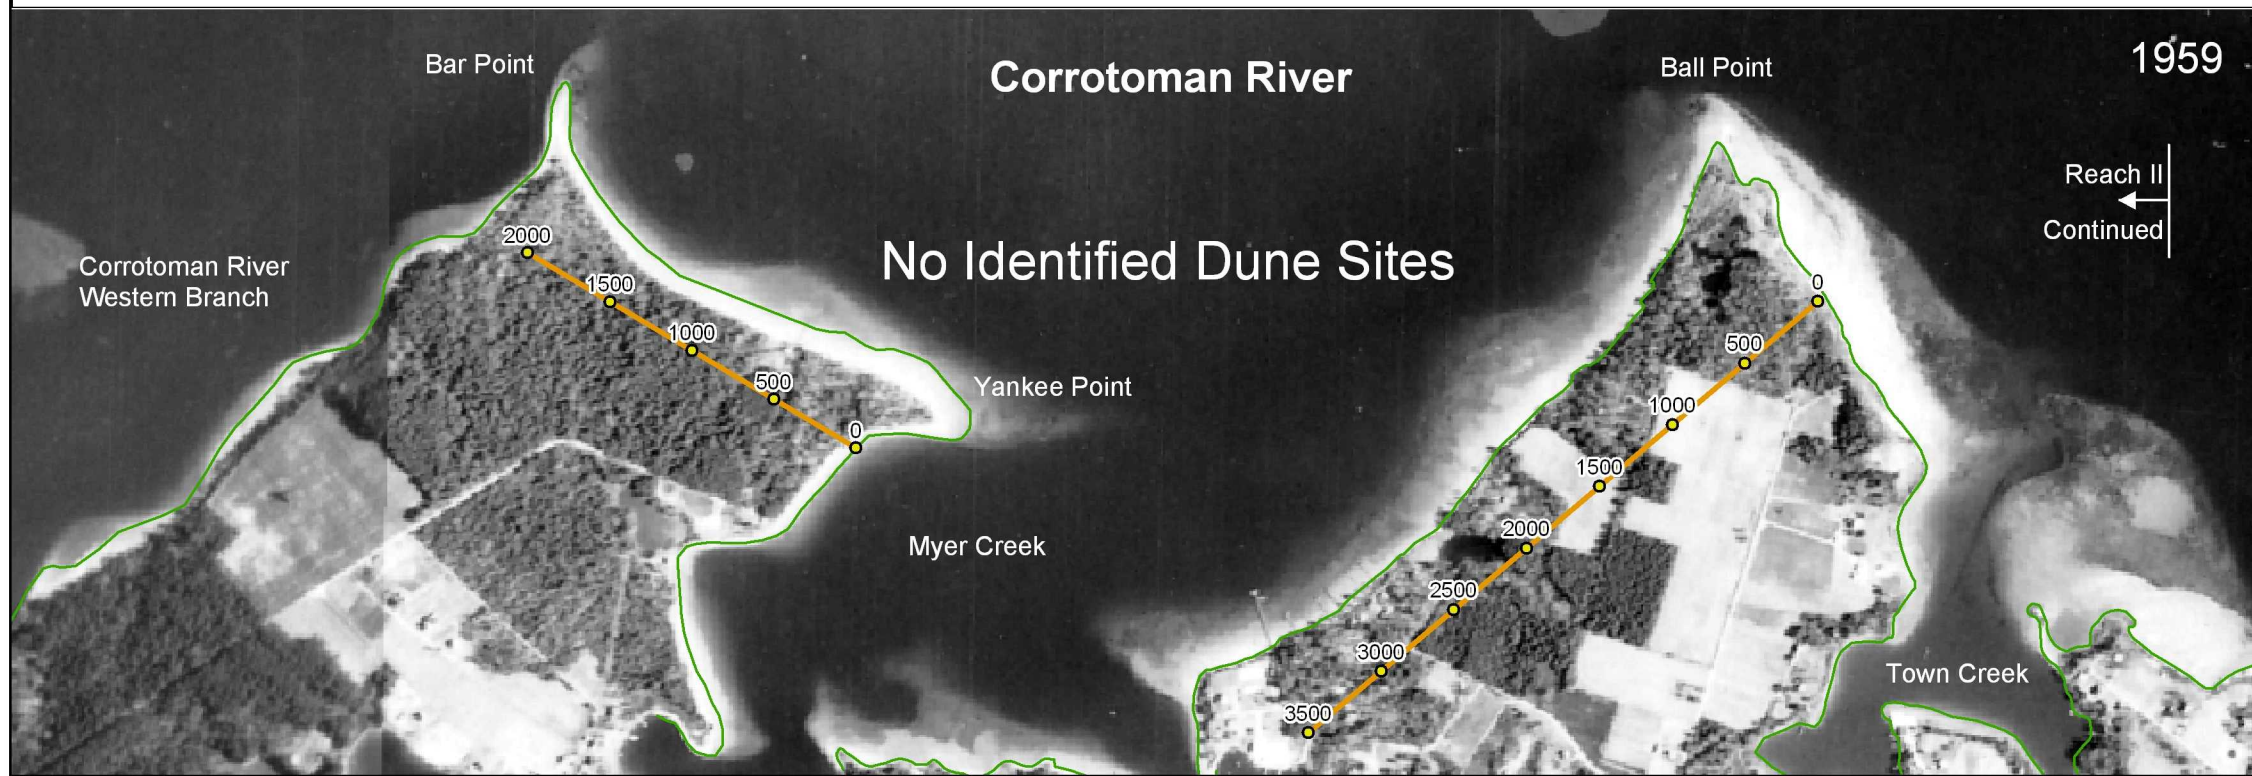 Bar Point
Corrotoman River
Ball Point
1959
Reach II
Continued
No Identified Dune Sites
Corrotoman River
Western Branch
2000
1500
1000
500
0
Yankee Point
Myer Creek
0
500
1000
1500
2000
2500
3000
3500
Town Creek